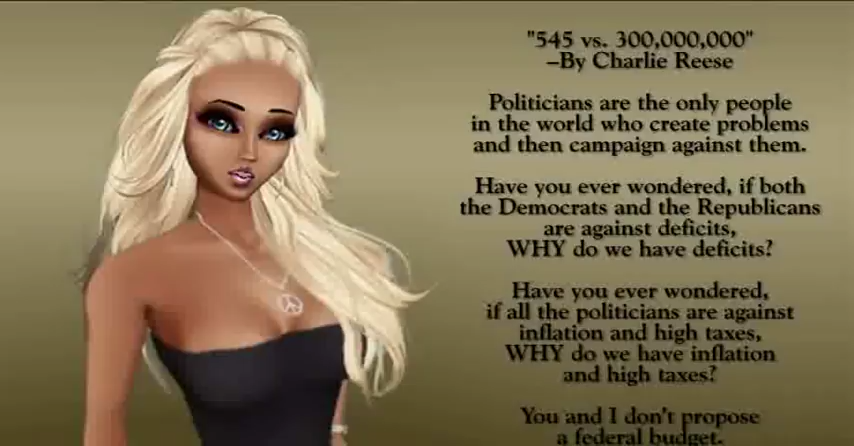 "545 vs. 300,000,000"
–By Charlie Reese
Politicians are the only people
in the world who create problems
and then campaign against them.
Have you ever wondered, if both
the Democrats and the Republicans
are against deficits,
WHY do we have deficits?
Have you ever wondered,
if all the politicians are against
inflation and high taxes,
WHY do we have inflation
and high taxes?
You and I don't propose
a federal budget.